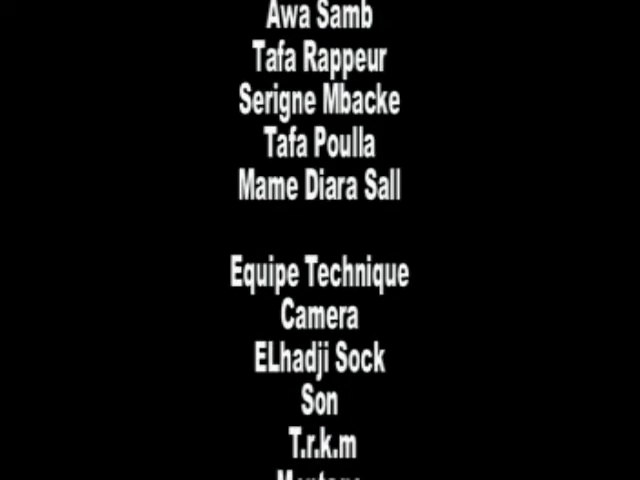 Awa Samb
Tafa Rappeur
Serigne Mbacke
Tafa Poulla
Mame Diara Sall
Equipe Technique
Camera
ELhadji Sock
Son
T.r.k.m